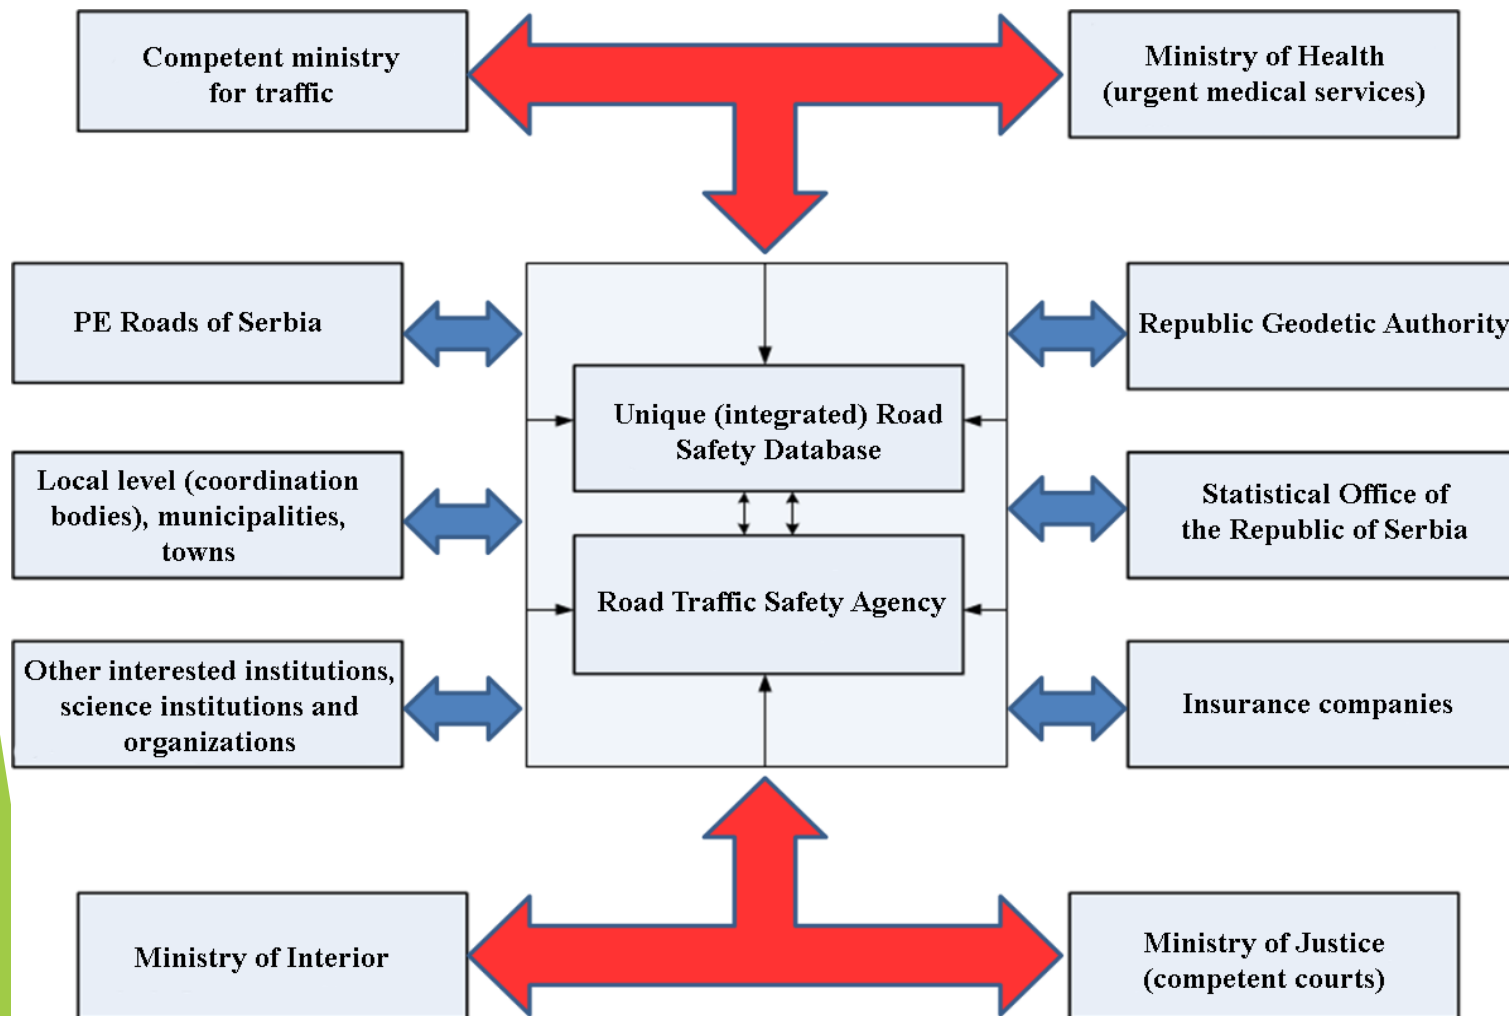 Competent ministry
for traffic
Ministry of Health
(urgent medical services)
PE Roads of Serbia
Republic Geodetic Authority
Unique (integrated) Road
Safety Database
Local level (coordination
bodies), municipalities,
towns
Statistical Office of
the Republic of Serbia
Road Traffic Safety Agency
Other interested institutions,
science institutions and
organizations
Insurance companies
Ministry of Interior
Ministry of Justice
(competent courts)